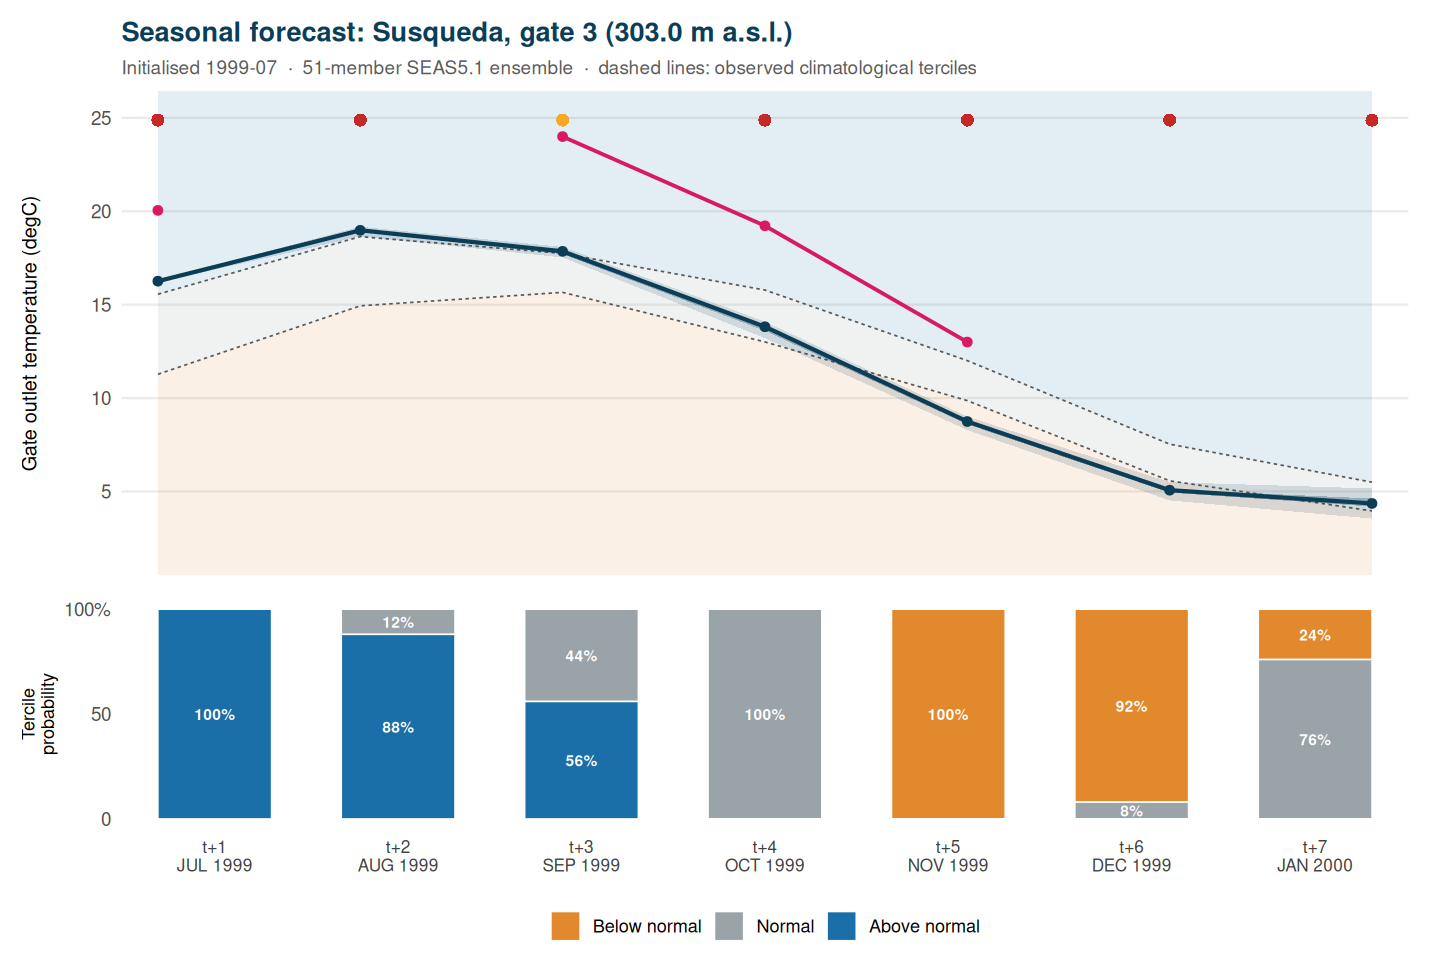 Seasonal forecast: Susqueda, gate 3 (303.0 m a.s.l.)
Initialised 1999-07 · 51-member SEAS5.1 ensemble · dashed lines: observed climatological terciles
Gate outlet temperature (degC)
25
20
15
10
5
Tercile
probability
100%
50
0
100%
12%
88%
44%
56%
100%
100%
92%
8%
24%
76%
t+1
JUL 1999
t+2
AUG 1999
t+3
SEP 1999
t+4
OCT 1999
t+5
NOV 1999
t+6
DEC 1999
t+7
JAN 2000
Below normal
Normal
Above normal